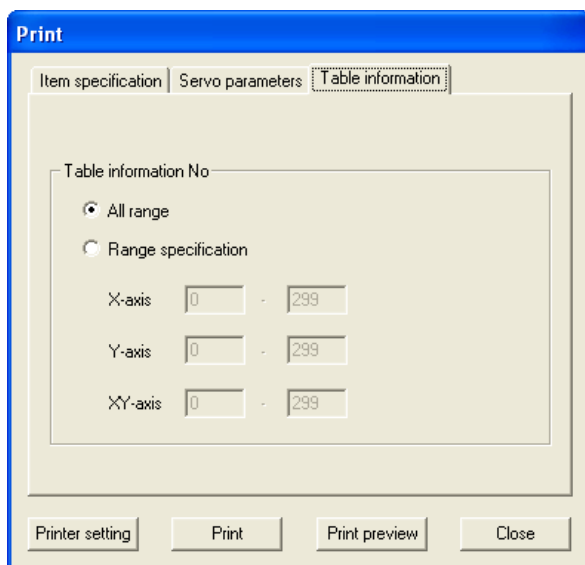 Print
Item specification Servo parameters Table information
Table information No
All range
Range specification
X-axis 0 - 299
Y-axis 0 - 299
XY-axis 0 - 299
Printer setting Print Print preview Close